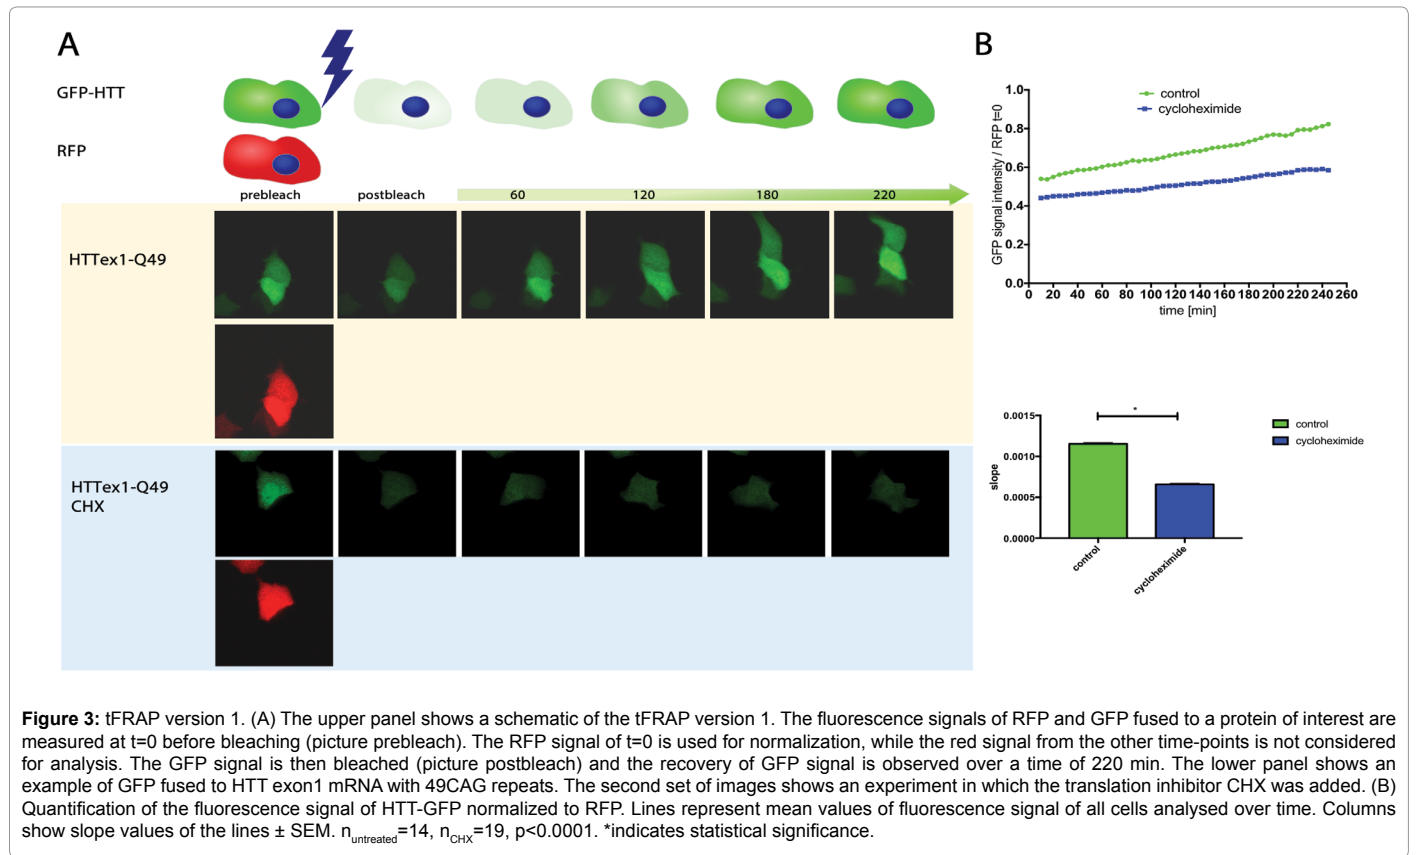 A
GFP-HTT
RFP
prebleach
postbleach
60
120
180
220
HTTex1-Q49
HTTex1-Q49
CHX
B
control
cycloheximide
GFP signal intensity / RFP t=0
1.0
0.8
0.6
0.4
0.2
0.0
0 20 40 60 80 100 120 140 160 180 200 220 240 260
time [min]
*
control
cycloheximide
slope
0.0015
0.0010
0.0005
0.0000
control
cycloheximide
Figure 3: tFRAP version 1. (A) The upper panel shows a schematic of the tFRAP version 1. The fluorescence signals of RFP and GFP fused to a protein of interest are
measured at t=0 before bleaching (picture prebleach). The RFP signal of t=0 is used for normalization, while the red signal from the other time-points is not considered
for analysis. The GFP signal is then bleached (picture postbleach) and the recovery of GFP signal is observed over a time of 220 min. The lower panel shows an
example of GFP fused to HTT exon1 mRNA with 49CAG repeats. The second set of images shows an experiment in which the translation inhibitor CHX was added. (B)
Quantification of the fluorescence signal of HTT-GFP normalized to RFP. Lines represent mean values of fluorescence signal of all cells analysed over time. Columns
show slope values of the lines ± SEM. nuntreated=14, nCHX=19, p<0.0001. *indicates statistical significance.